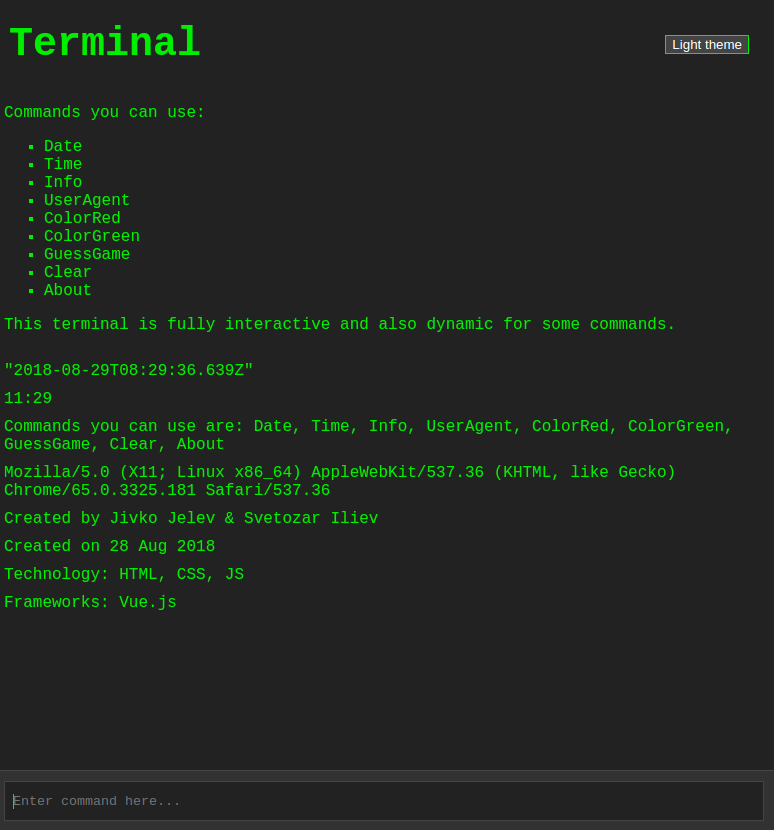 Terminal
Light theme
Commands you can use:
Date
Time
Info
UserAgent
ColorRed
ColorGreen
GuessGame
Clear
About
This terminal is fully interactive and also dynamic for some commands.
"2018-08-29T08:29:36.639Z"
11:29
Commands you can use are: Date, Time, Info, UserAgent, ColorRed, ColorGreen,
GuessGame, Clear, About
Mozilla/5.0 (X11; Linux x86_64) AppleWebKit/537.36 (KHTML, like Gecko)
Chrome/65.0.3325.181 Safari/537.36
Created by Jivko Jelev & Svetozar Iliev
Created on 28 Aug 2018
Technology: HTML, CSS, JS
Frameworks: Vue.js
Enter command here...